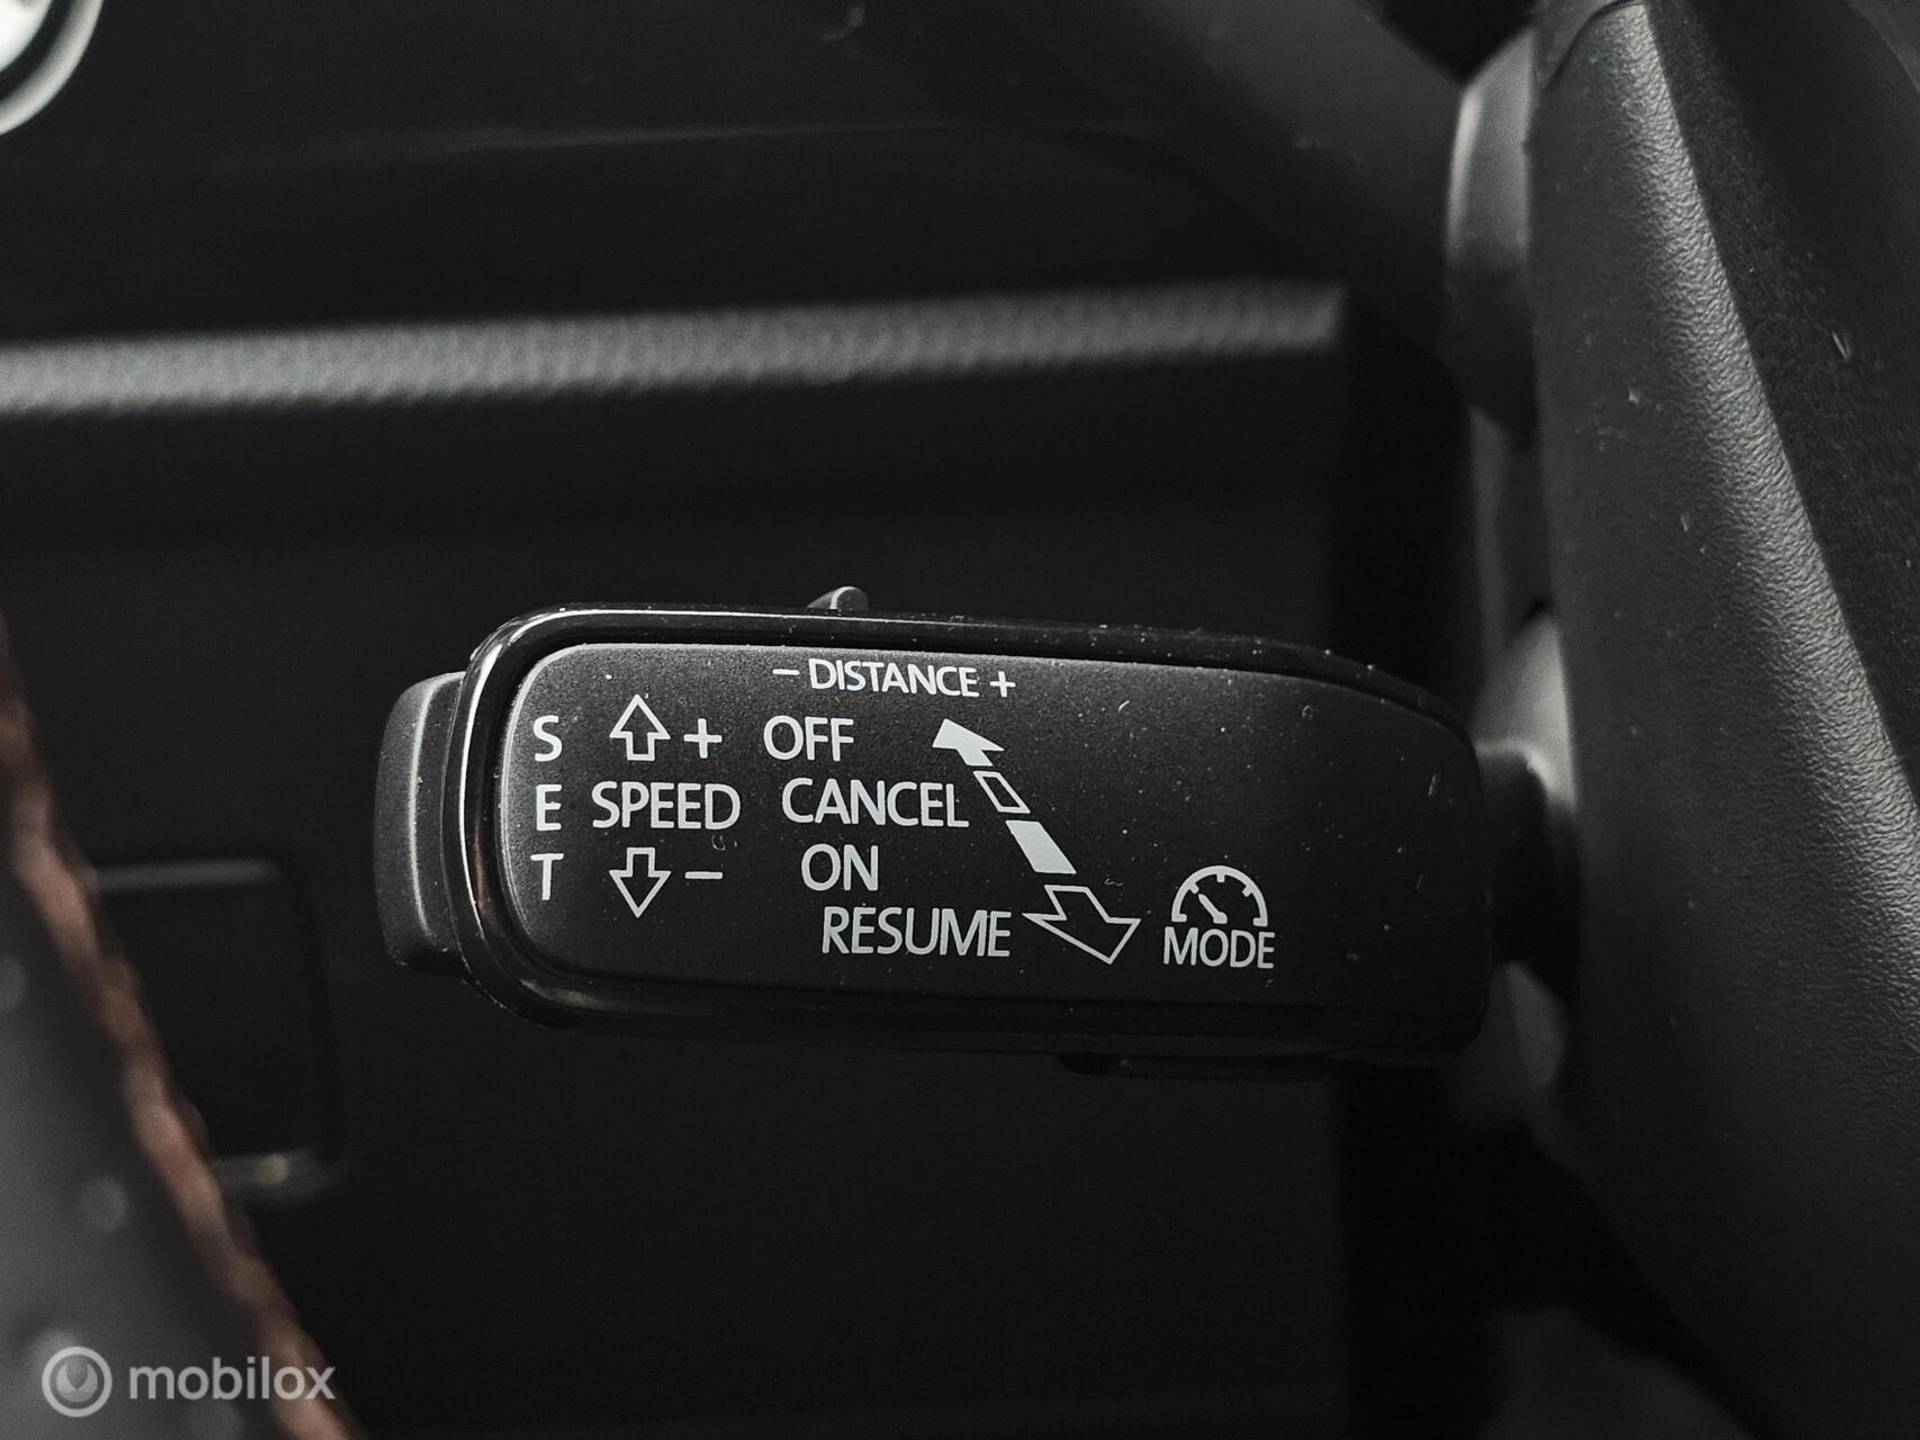 – DISTANCE +
S + OFF
E SPEED CANCEL
T – ON
RESUME MODE
mobilox